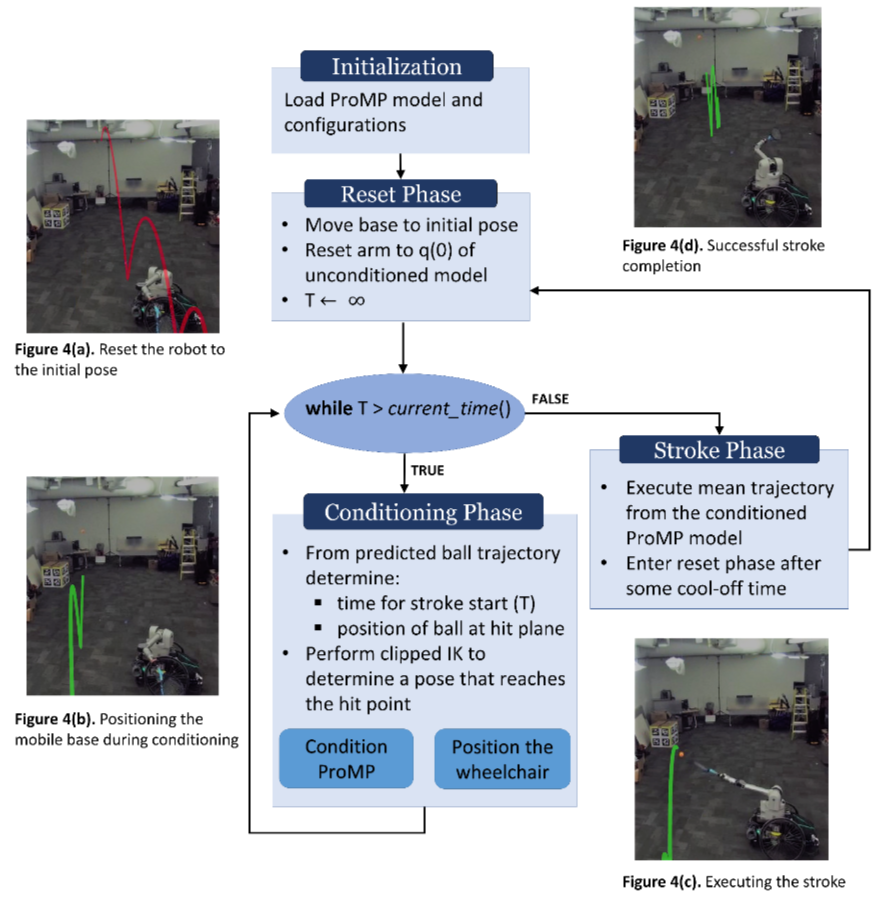 Initialization
Load ProMP model and
configurations
Reset Phase
• Move base to initial pose
• Reset arm to q(0) of
unconditioned model
• T ← ∞
Figure 4(a). Reset the robot to
the initial pose
Figure 4(d). Successful stroke
completion
while T > current_time()
FALSE
TRUE
Stroke Phase
• Execute mean trajectory
from the conditioned
ProMP model
• Enter reset phase after
some cool-off time
Conditioning Phase
• From predicted ball trajectory
determine:
▪ time for stroke start (T)
▪ position of ball at hit plane
• Perform clipped IK to
determine a pose that reaches
the hit point
Condition
ProMP
Position the
wheelchair
Figure 4(b). Positioning the
mobile base during conditioning
Figure 4(c). Executing the stroke